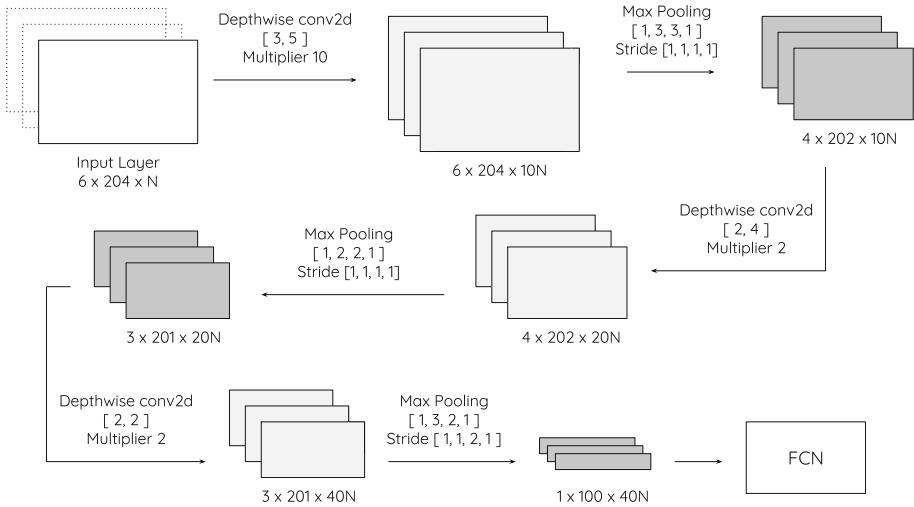 Depthwise conv2d
[ 3, 5 ]
Multiplier 10
Max Pooling
[ 1, 3, 3, 1 ]
Stride [1, 1, 1, 1]
Input Layer
6 x 204 x N
6 x 204 x 10N
4 x 202 x 10N
Depthwise conv2d
[ 2, 4 ]
Multiplier 2
Max Pooling
[ 1, 2, 2, 1 ]
Stride [1, 1, 1, 1]
4 x 202 x 20N
3 x 201 x 20N
Depthwise conv2d
[ 2, 2 ]
Multiplier 2
Max Pooling
[ 1, 3, 2, 1 ]
Stride [ 1, 1, 2, 1 ]
3 x 201 x 40N
1 x 100 x 40N
FCN